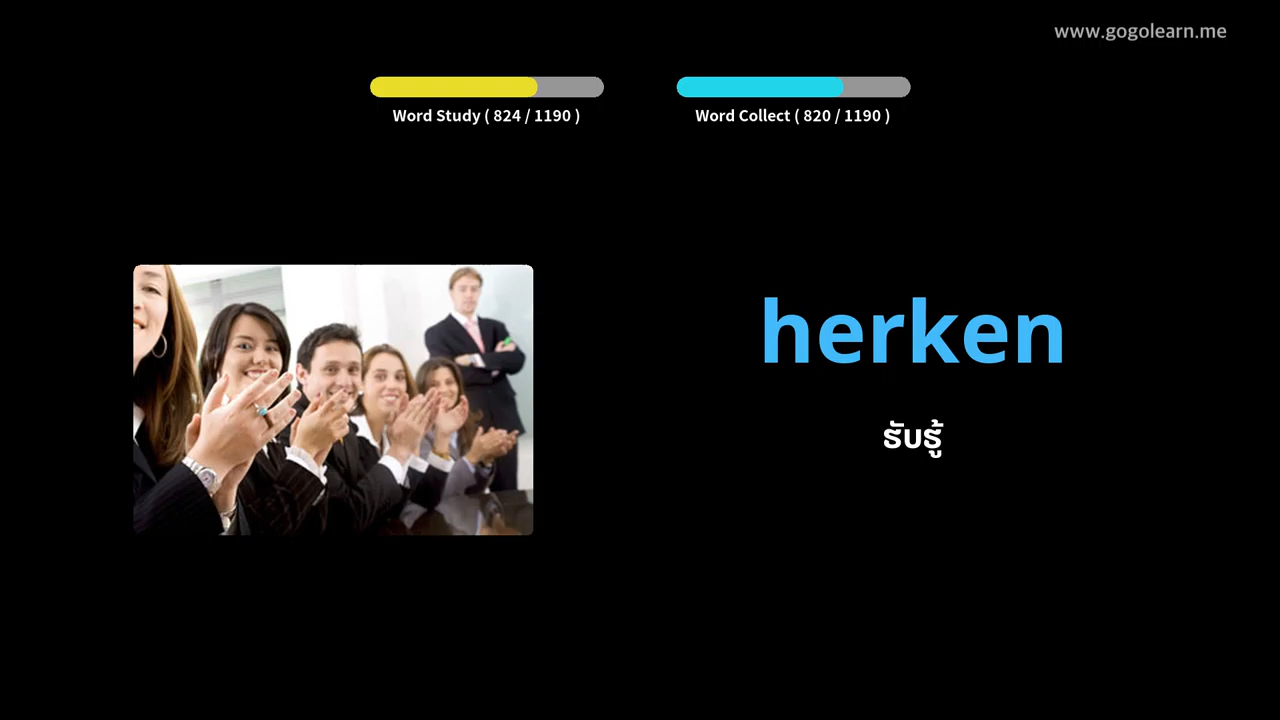 www.gogolearn.me
Word Study ( 824 / 1190 )
Word Collect ( 820 / 1190 )
herken
รับรู้